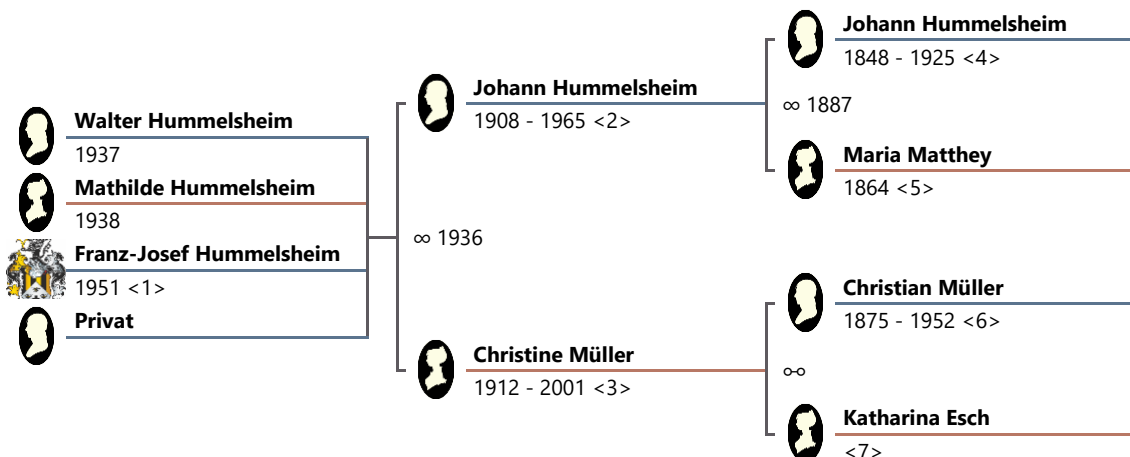 Johann Hummelsheim
1848 - 1925 <4>
Johann Hummelsheim
1908 - 1965 <2>
∞ 1887
Walter Hummelsheim
1937
Maria Matthey
1864 <5>
Mathilde Hummelsheim
1938
∞ 1936
Franz-Josef Hummelsheim
1951 <1>
Christian Müller
1875 - 1952 <6>
Privat
Christine Müller
1912 - 2001 <3>
⚯
Katharina Esch
<7>